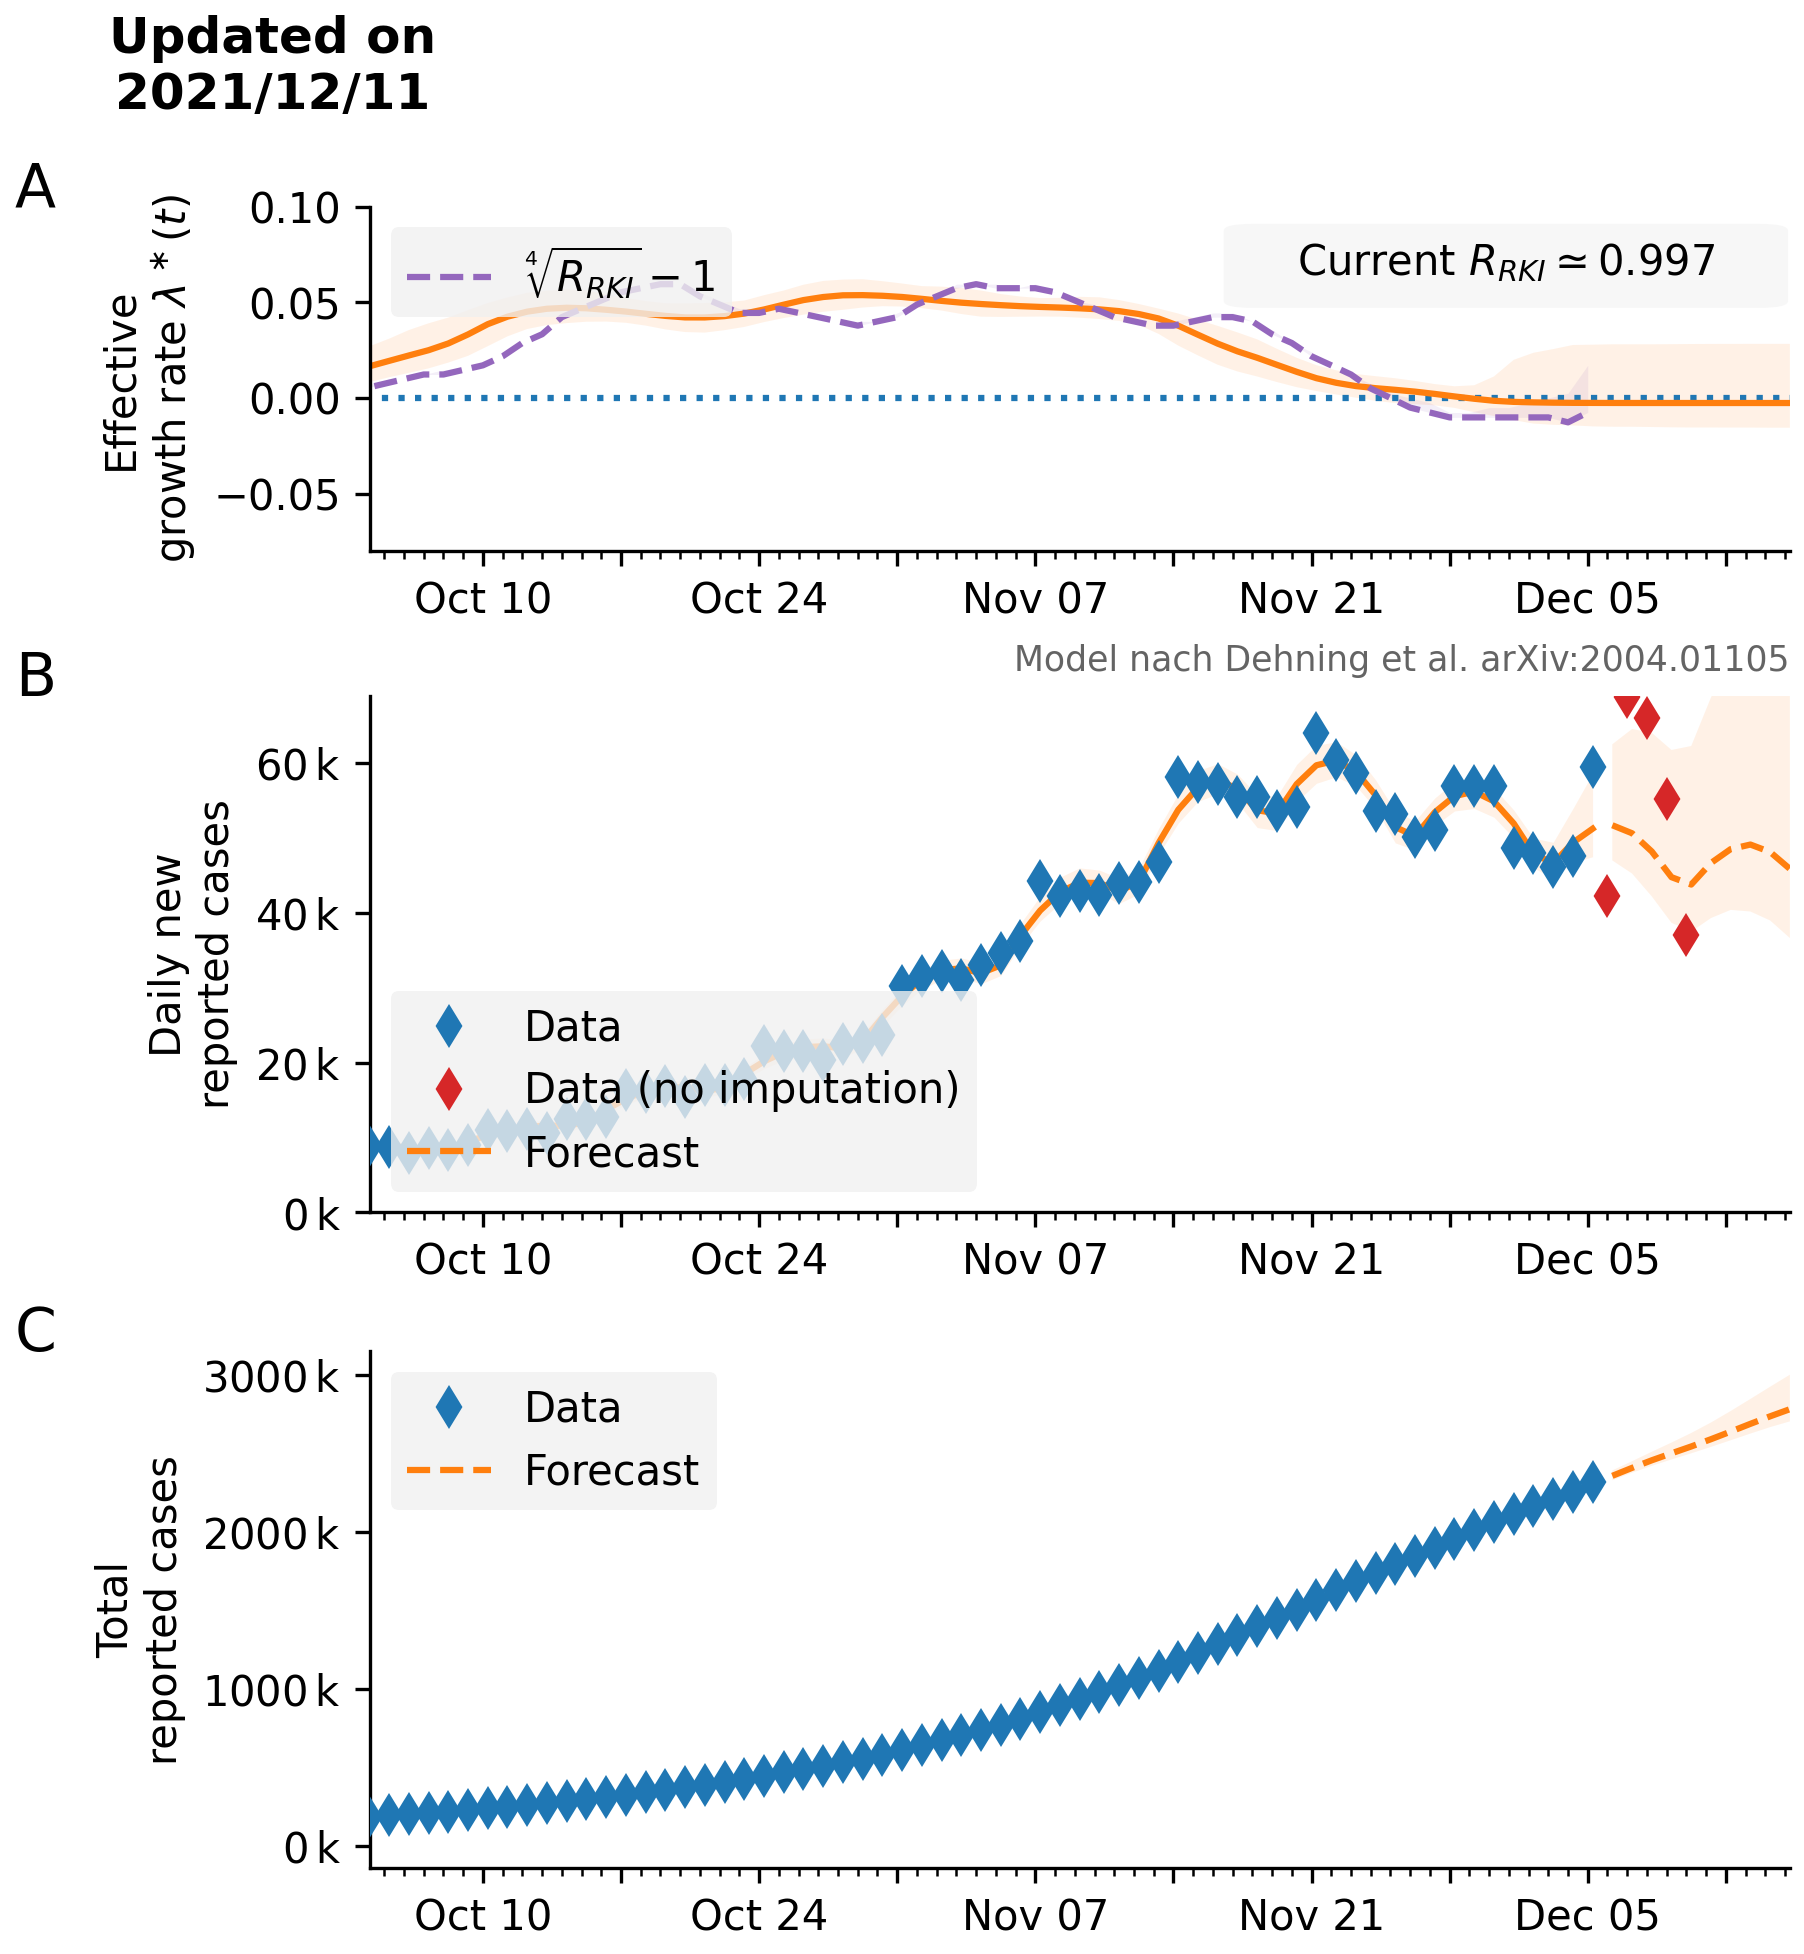 Updated on
2021/12/11
A
Effective
growth rate λ * (t)
0.10
0.05
0.00
−0.05
∜R_RKI − 1
Current R_RKI ≃ 0.997
Oct 10 Oct 24 Nov 07 Nov 21 Dec 05
Model nach Dehning et al. arXiv:2004.01105
B
Daily new
reported cases
60 k
40 k
20 k
0 k
Data
Data (no imputation)
Forecast
Oct 10 Oct 24 Nov 07 Nov 21 Dec 05
C
Total
reported cases
3000 k
2000 k
1000 k
0 k
Data
Forecast
Oct 10 Oct 24 Nov 07 Nov 21 Dec 05